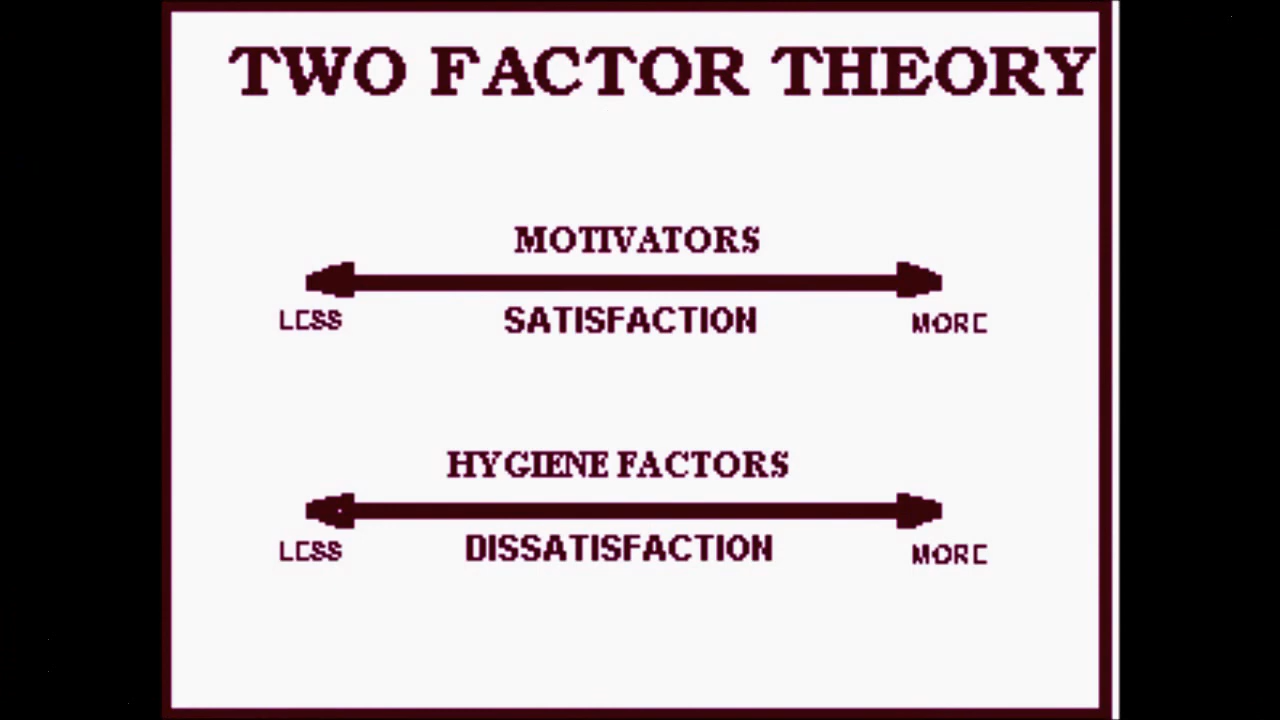 TWO FACTOR THEORY
MOTIVATORS
SATISFACTION
LESS
MORE
HYGIENE FACTORS
DISSATISFACTION
LESS
MORE